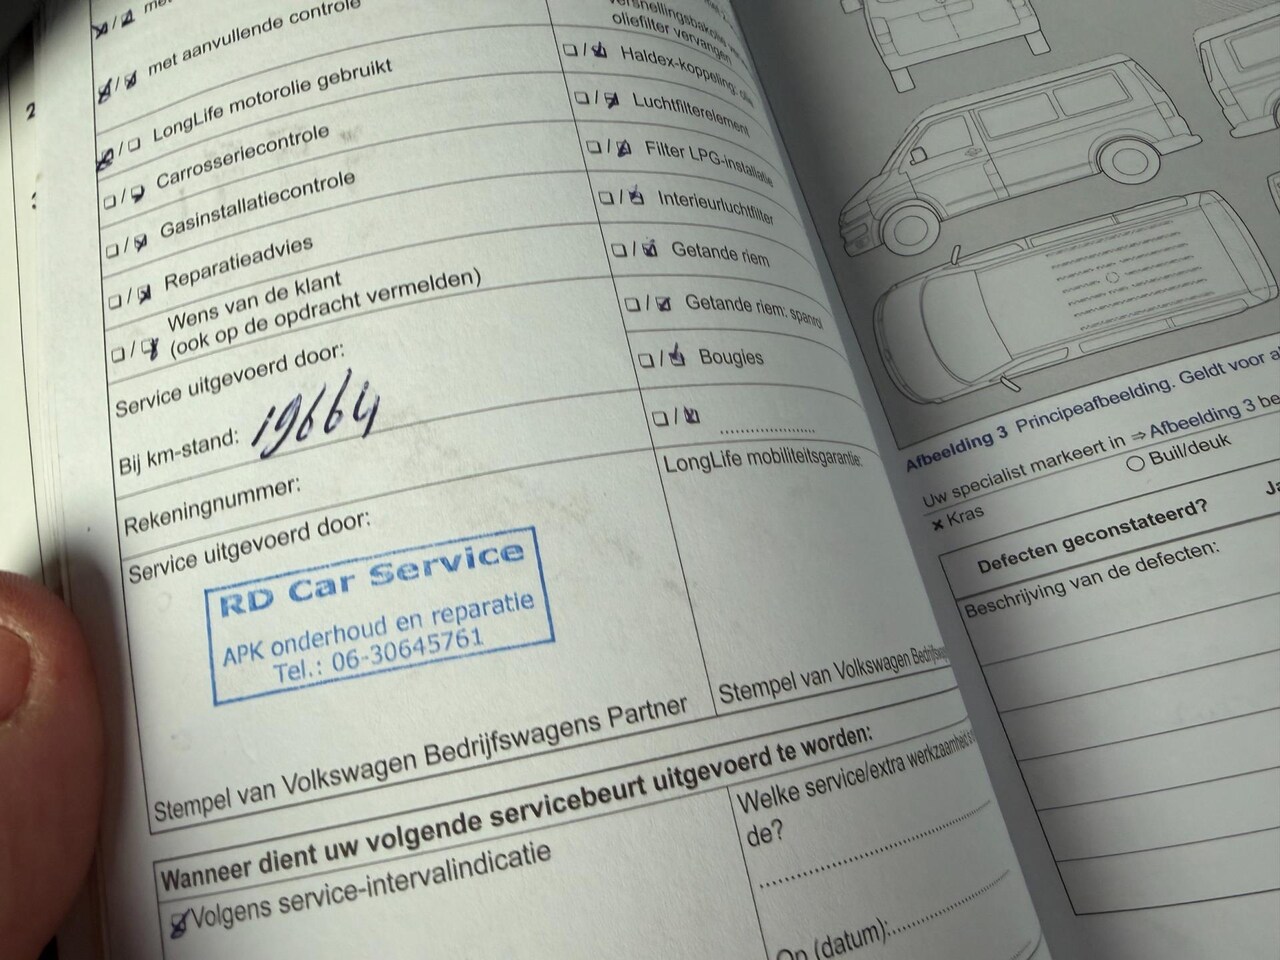 met aanvullende controle
LongLife motorolie gebruikt
Carrosseriecontrole
Gasinstallatiecontrole
Reparatieadvies
Wens van de klant
(ook op de opdracht vermelden)
Service uitgevoerd door:
Bij km-stand: 19664
Rekeningnummer:
Service uitgevoerd door:
RD Car Service
APK onderhoud en reparatie
Tel.: 06-30645761
Stempel van Volkswagen Bedrijfswagens Partner
oliefilter vervangen
Haldex-koppeling: olie
Luchtfilterelement
Filter LPG-installatie
Interieurluchtfilter
Getande riem
Getande riem: spanrol
Bougies
LongLife mobiliteitsgarantie:
Stempel van Volkswagen
Wanneer dient uw volgende servicebeurt uitgevoerd te worden:
Volgens service-intervalindicatie
Welke service/extra
de?
Op (datum):
Afbeelding 3 Principeafbeelding. Geldt voor
Uw specialist markeert in ⇒ Afbeelding 3
× Kras
Buil/deuk
Defecten geconstateerd?
Beschrijving van de defecten: